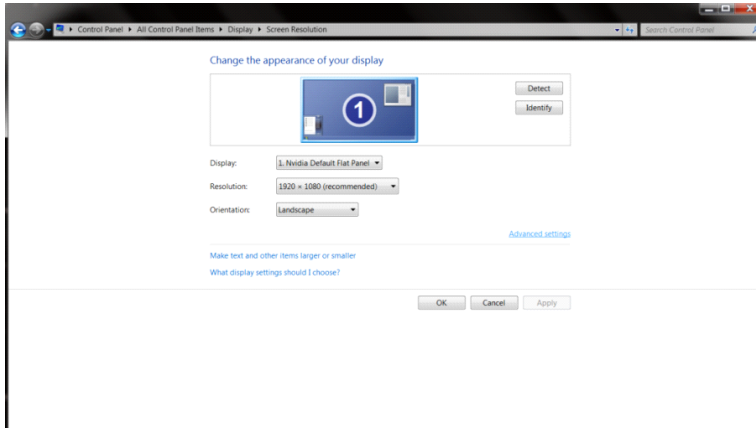 Control Panel ▸ All Control Panel Items ▸ Display ▸ Screen Resolution
Search Control Panel
Change the appearance of your display
1
Detect
Identify
Display: 1. Nvidia Default Flat Panel
Resolution: 1920 × 1080 (recommended)
Orientation: Landscape
Advanced settings
Make text and other items larger or smaller
What display settings should I choose?
OK Cancel Apply